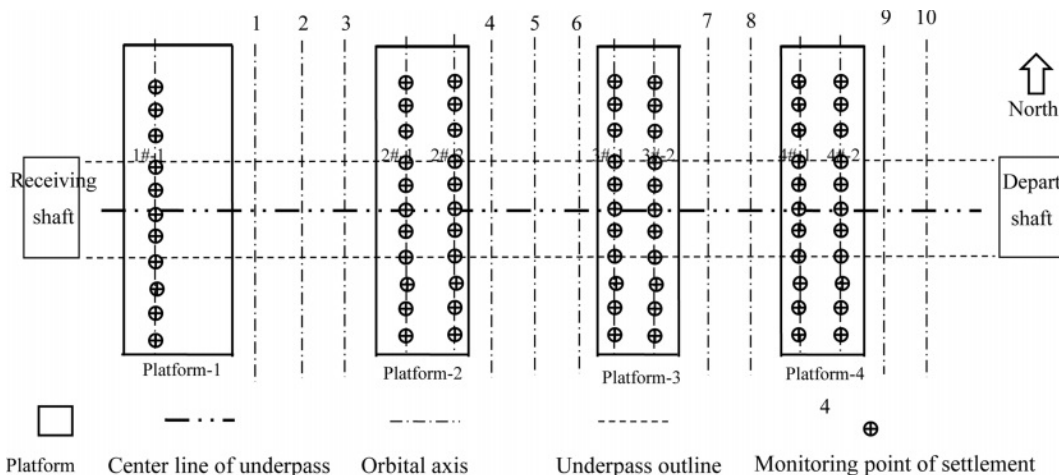 1 2 3 4 5 6 7 8 9 10
North
1#-1 2#-1 2#-2 3#-1 3#-2 4#-1 4#-2
Receiving shaft
Depart shaft
Platform-1 Platform-2 Platform-3 Platform-4
4
Platform Center line of underpass Orbital axis Underpass outline Monitoring point of settlement